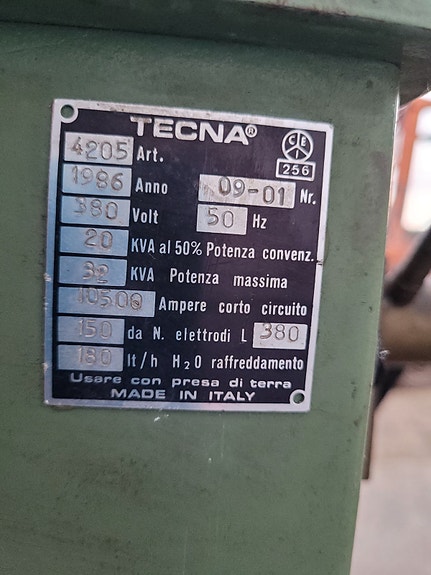 TECNA®
CEI
256
4205 Art.
1986 Anno 09-01 Nr.
380 Volt 50 Hz
20 KVA al 50% Potenza convenz.
32 KVA Potenza massima
10500 Ampere corto circuito
150 da N. elettrodi L 380
180 lt/h H₂O raffreddamento
Usare con presa di terra
MADE IN ITALY